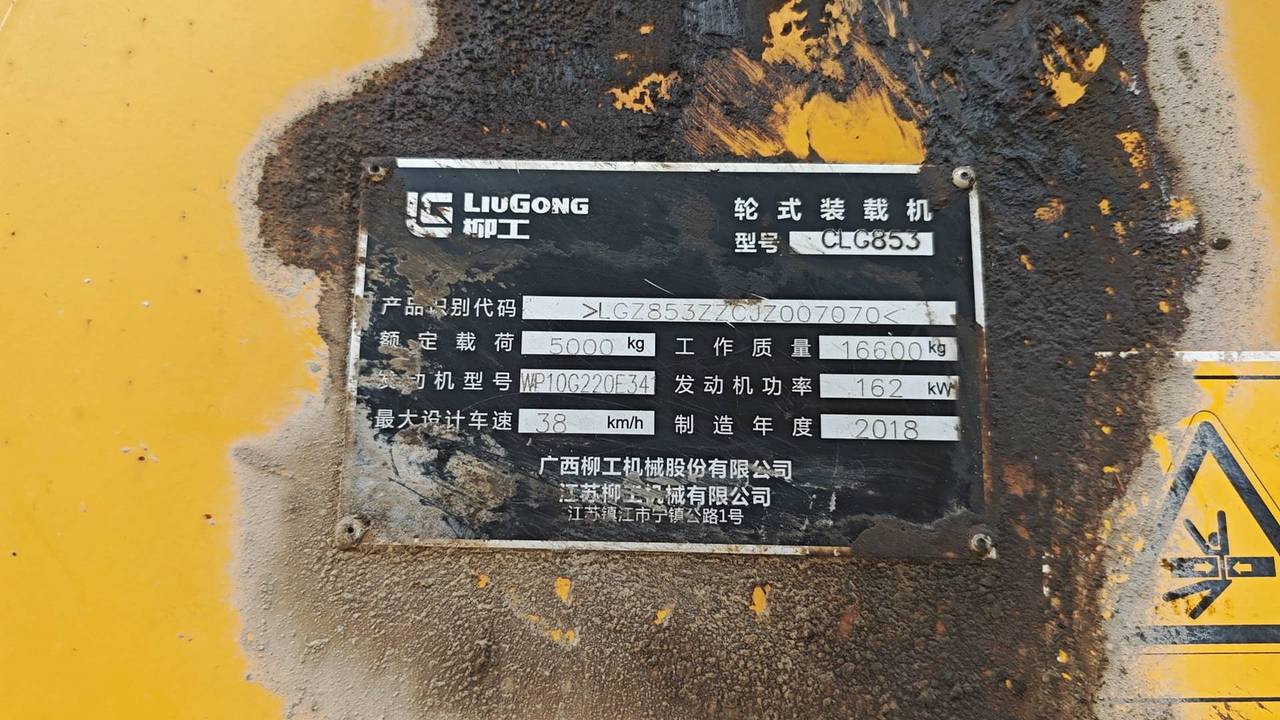 LIUGONG
柳工
轮式装载机
型号 CLG853
产品识别代码 >LGZ853ZZCJZ007070<
额定载荷 5000 kg 工作质量 16600 kg
发动机型号 WP10G220E341 发动机功率 162 kW
最大设计车速 38 km/h 制造年度 2018
广西柳工机械股份有限公司
江苏柳工机械有限公司
江苏镇江市宁镇公路1号